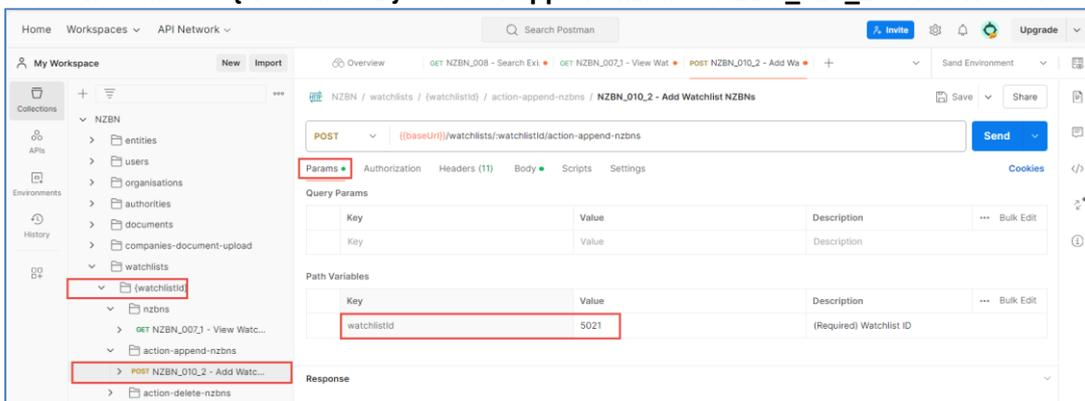 Home Workspaces API Network Search Postman Invite Upgrade
My Workspace New Import Overview GET NZBN_008 - Search Exi. GET NZBN_007_1 - View Wat POST NZBN_010_2 - Add Wa Sand Environment
Collections
APIs
Environments
History
NZBN
entities
users
organisations
authorities
documents
companies-document-upload
watchlists
{watchlistId}
nzbns
GET NZBN_007_1 - View Watc...
action-append-nzbns
POST NZBN_010_2 - Add Watc...
action-delete-nzbns
HTTP NZBN / watchlists / {watchlistId} / action-append-nzbns / NZBN_010_2 - Add Watchlist NZBNs Save Share
POST {{baseUrl}}/watchlists/:watchlistId/action-append-nzbns Send
Params Authorization Headers (11) Body Scripts Settings Cookies
Query Params
Key Value Description Bulk Edit
Key Value Description
Path Variables
Key Value Description Bulk Edit
watchlistId 5021 (Required) Watchlist ID
Response